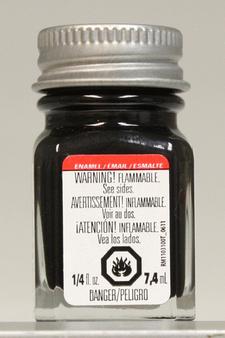 ENAMEL / ÉMAIL / ESMALTE
WARNING! FLAMMABLE.
See sides.
AVERTISSEMENT! INFLAMMABLE.
Voir au dos.
¡ATENCIÓN! INFLAMABLE.
Vea los lados.
1/4 fl. oz. 7,4 mL
DANGER/PELIGRO